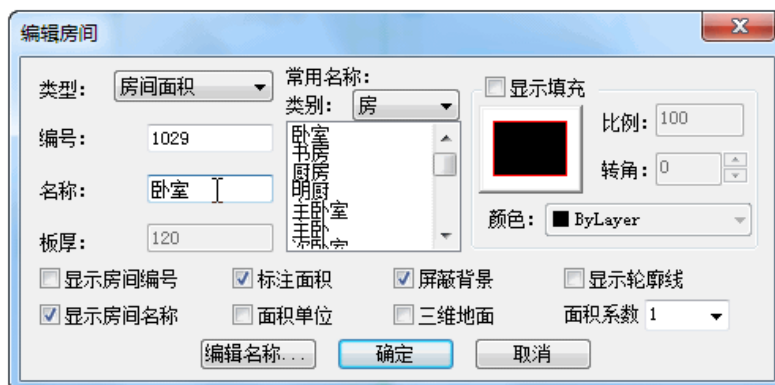 编辑房间
类型： 房间面积
常用名称：
类别： 房
显示填充
编号： 1029
卧室
书房
厨房
明厨
主卧室
主卧
次卧室
比例： 100
转角： 0
名称： 卧室
颜色： ByLayer
板厚： 120
显示房间编号 标注面积 屏蔽背景 显示轮廓线
显示房间名称 面积单位 三维地面 面积系数 1
编辑名称... 确定 取消